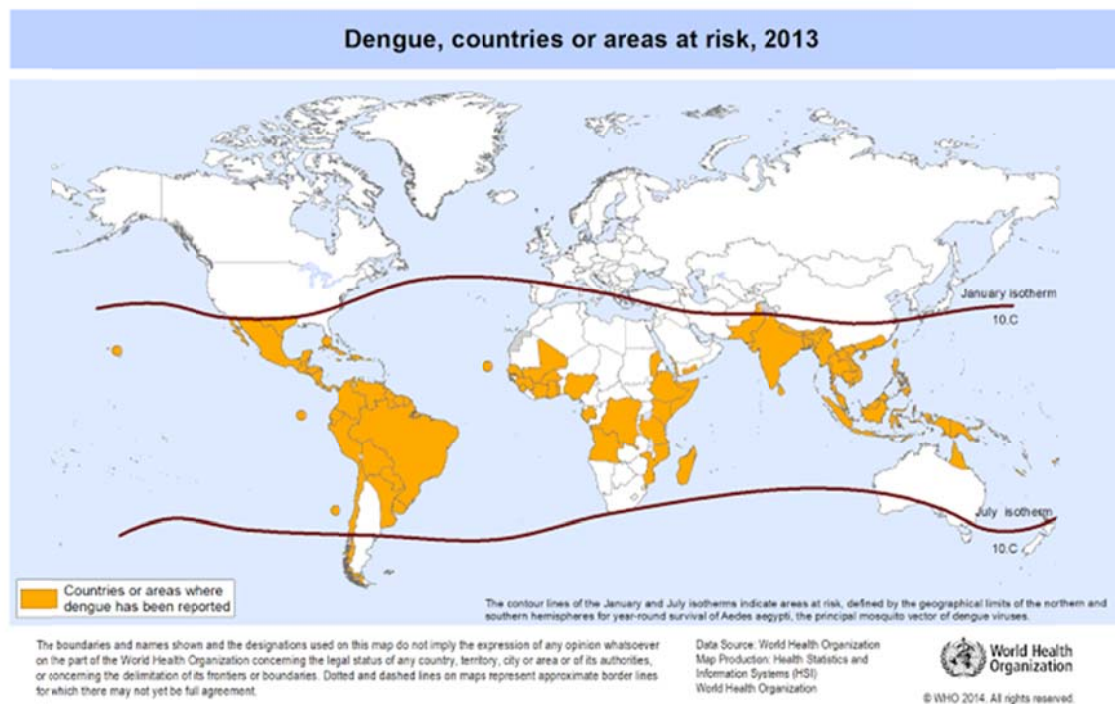 Dengue, countries or areas at risk, 2013
January isotherm
10.C
July isotherm
10.C
Countries or areas where
dengue has been reported
The contour lines of the January and July isotherms indicate areas at risk, defined by the geographical limits of the northern and
southern hemispheres for year-round survival of Aedes aegypti, the principal mosquito vector of dengue viruses.
The boundaries and names shown and the designations used on this map do not imply the expression of any opinion whatsoever
on the part of the World Health Organization concerning the legal status of any country, territory, city or area or of its authorities,
or concerning the delimitation of its frontiers or boundaries. Dotted and dashed lines on maps represent approximate border lines
for which there may not yet be full agreement.
Data Source: World Health Organization
Map Production: Health Statistics and
Information Systems (HSI)
World Health Organization
World Health
Organization
© WHO 2014. All rights reserved.